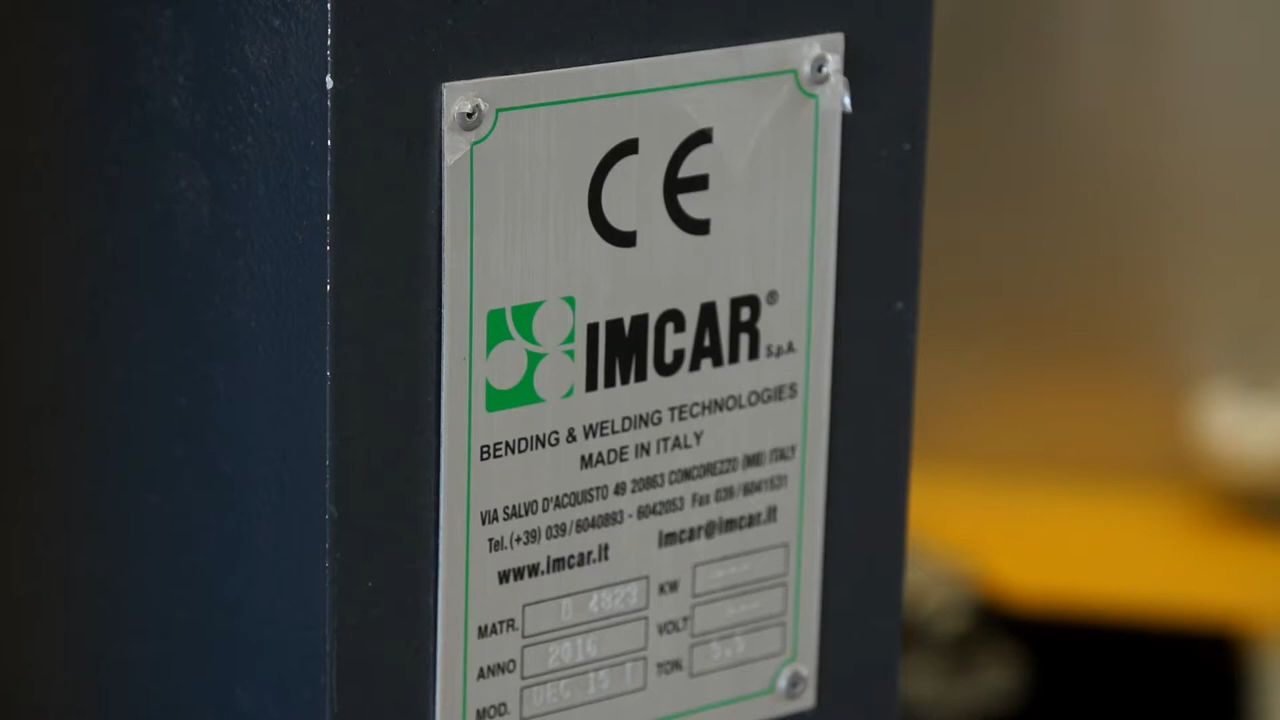 CE
IMCAR®
S.p.A.
BENDING & WELDING TECHNOLOGIES
MADE IN ITALY
VIA SALVO D'ACQUISTO 49 20863 CONCOREZZO (MB) ITALY
Tel. (+39) 039/6040893 - 6042053 Fax 039/6041531
www.imcar.it imcar@imcar.it
MATR. KW
ANNO 2016 VOLT
MOD. TON.